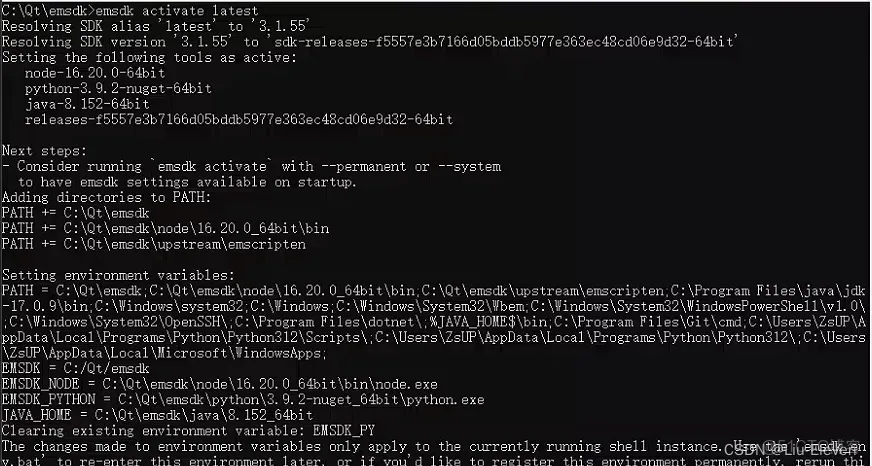 C:\Qt\emsdk>emsdk activate latest
Resolving SDK alias 'latest' to '3.1.55'
Resolving SDK version '3.1.55' to 'sdk-releases-f5557e3b7166d05bddb5977e363ec48cd06e9d32-64bit'
Setting the following tools as active:
   node-16.20.0-64bit
   python-3.9.2-nuget-64bit
   java-8.152-64bit
   releases-f5557e3b7166d05bddb5977e363ec48cd06e9d32-64bit

Next steps:
- Consider running `emsdk activate` with --permanent or --system
  to have emsdk settings available on startup.
Adding directories to PATH:
PATH += C:\Qt\emsdk
PATH += C:\Qt\emsdk\node\16.20.0_64bit\bin
PATH += C:\Qt\emsdk\upstream\emscripten

Setting environment variables:
PATH = C:\Qt\emsdk;C:\Qt\emsdk\node\16.20.0_64bit\bin;C:\Qt\emsdk\upstream\emscripten;C:\Program Files\java\jdk
-17.0.9\bin;C:\Windows\system32;C:\Windows;C:\Windows\System32\Wbem;C:\Windows\System32\WindowsPowerShell\v1.0\
;C:\Windows\System32\OpenSSH\;C:\Program Files\dotnet\;%JAVA_HOME$\bin;C:\Program Files\Git\cmd;C:\Users\ZsUP\A
ppData\Local\Programs\Python\Python312\Scripts\;C:\Users\ZsUP\AppData\Local\Programs\Python\Python312\;C:\Users
\ZsUP\AppData\Local\Microsoft\WindowsApps;
EMSDK = C:/Qt/emsdk
EMSDK_NODE = C:\Qt\emsdk\node\16.20.0_64bit\bin\node.exe
EMSDK_PYTHON = C:\Qt\emsdk\python\3.9.2-nuget_64bit\python.exe
JAVA_HOME = C:\Qt\emsdk\java\8.152_64bit
Clearing existing environment variable: EMSDK_PY
The changes made to environment variables only apply to the currently running shell instance. Use the 'emsdk_en
v.bat' to re-enter this environment later, or if you'd like to register this environment permanently, rerun thi
CSDN @Liu-Eleven